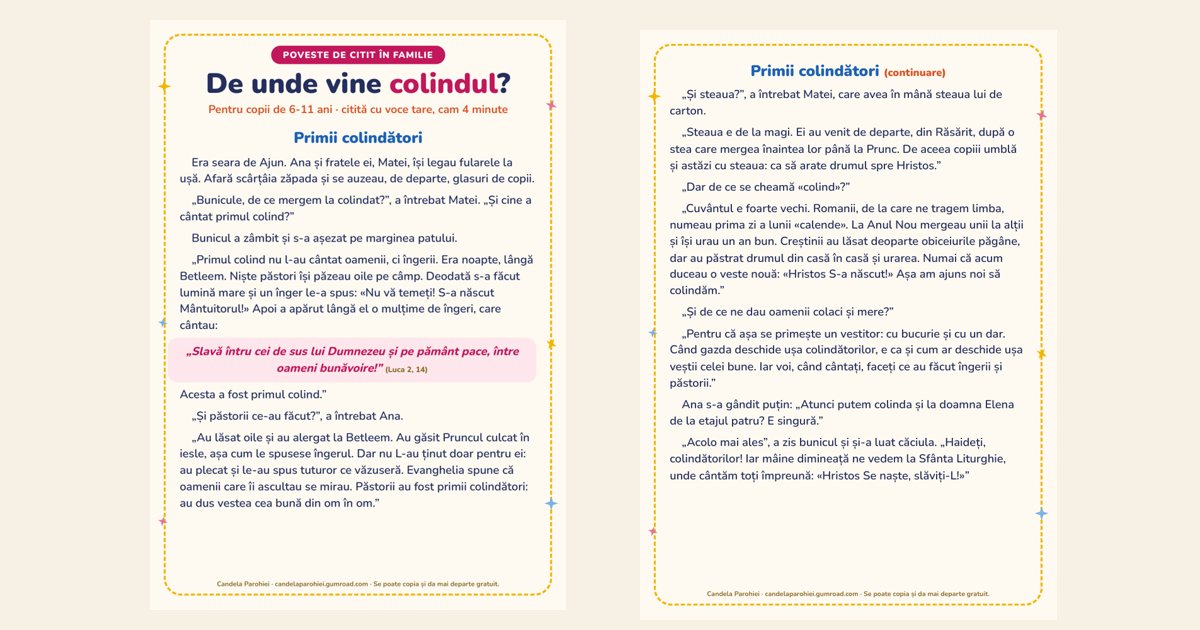 POVESTE DE CITIT ÎN FAMILIE
De unde vine colindul?
Pentru copii de 6-11 ani · citită cu voce tare, cam 4 minute
Primii colindători
Era seara de Ajun. Ana și fratele ei, Matei, își legau fularele la
ușă. Afară scârțâia zăpada și se auzeau, de departe, glasuri de copii.
„Bunicule, de ce mergem la colindat?”, a întrebat Matei. „Și cine a
cântat primul colind?”
Bunicul a zâmbit și s-a așezat pe marginea patului.
„Primul colind nu l-au cântat oamenii, ci îngerii. Era noapte, lângă
Betleem. Niște păstori își păzeau oile pe câmp. Deodată s-a făcut
lumină mare și un înger le-a spus: «Nu vă temeți! S-a născut
Mântuitorul!» Apoi a apărut lângă el o mulțime de îngeri, care
cântau:
„Slavă întru cei de sus lui Dumnezeu și pe pământ pace, între
oameni bunăvoire!” (Luca 2, 14)
Acesta a fost primul colind.”
„Și păstorii ce-au făcut?”, a întrebat Ana.
„Au lăsat oile și au alergat la Betleem. Au găsit Pruncul culcat în
iesle, așa cum le spusese îngerul. Dar nu L-au ținut doar pentru ei:
au plecat și le-au spus tuturor ce văzuseră. Evanghelia spune că
oamenii care îi ascultau se mirau. Păstorii au fost primii colindători:
au dus vestea cea bună din om în om.”
Candela Parohiei · candelaparohiei.gumroad.com · Se poate copia și da mai departe gratuit.
Primii colindători (continuare)
„Și steaua?”, a întrebat Matei, care avea în mână steaua lui de
carton.
„Steaua e de la magi. Ei au venit de departe, din Răsărit, după o
stea care mergea înaintea lor până la Prunc. De aceea copiii umblă
și astăzi cu steaua: ca să arate drumul spre Hristos.”
„Dar de ce se cheamă «colind»?”
„Cuvântul e foarte vechi. Romanii, de la care ne tragem limba,
numeau prima zi a lunii «calende». La Anul Nou mergeau unii la alții
și își urau un an bun. Creștinii au lăsat deoparte obiceiurile păgâne,
dar au păstrat drumul din casă în casă și urarea. Numai că acum
duceau o veste nouă: «Hristos S-a născut!» Așa am ajuns noi să
colindăm.”
„Și de ce ne dau oamenii colaci și mere?”
„Pentru că așa se primește un vestitor: cu bucurie și cu un dar.
Când gazda deschide ușa colindătorilor, e ca și cum ar deschide ușa
veștii celei bune. Iar voi, când cântați, faceți ce au făcut îngerii și
păstorii.”
Ana s-a gândit puțin: „Atunci putem colinda și la doamna Elena
de la etajul patru? E singură.”
„Acolo mai ales”, a zis bunicul și și-a luat căciula. „Haideți,
colindătorilor! Iar mâine dimineață ne vedem la Sfânta Liturghie,
unde cântăm toți împreună: «Hristos Se naște, slăviți-L!»”
Candela Parohiei · candelaparohiei.gumroad.com · Se poate copia și da mai departe gratuit.